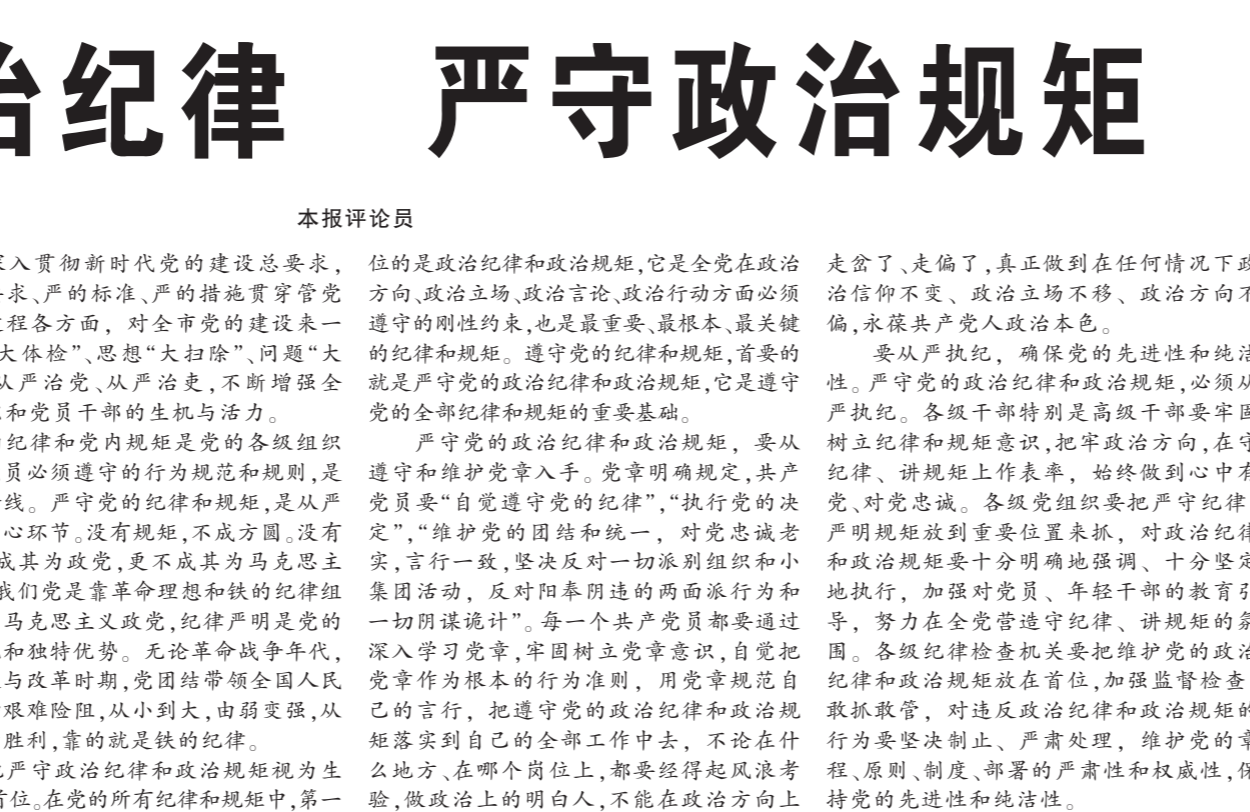 治纪律　严守政治规矩
本报评论员
深入贯彻新时代党的建设总要求，
求、严的标准、严的措施贯穿管党
程各方面，对全市党的建设来一
大体检”、思想“大扫除”、问题“大
从严治党、从严治吏，不断增强全
和党员干部的生机与活力。
纪律和党内规矩是党的各级组织
员必须遵守的行为规范和规则，是
线。严守党的纪律和规矩，是从严
心环节。没有规矩，不成方圆。没有
成其为政党，更不成其为马克思主
我们党是靠革命理想和铁的纪律组
马克思主义政党，纪律严明是党的
和独特优势。无论革命战争年代，
与改革时期，党团结带领全国人民
艰难险阻，从小到大，由弱变强，从
胜利，靠的就是铁的纪律。
严守政治纪律和政治规矩视为生
首位。在党的所有纪律和规矩中，第一
位的是政治纪律和政治规矩，它是全党在政治
方向、政治立场、政治言论、政治行动方面必须
遵守的刚性约束，也是最重要、最根本、最关键
的纪律和规矩。遵守党的纪律和规矩，首要的
就是严守党的政治纪律和政治规矩，它是遵守
党的全部纪律和规矩的重要基础。
严守党的政治纪律和政治规矩，要从
遵守和维护党章入手。党章明确规定，共产
党员要“自觉遵守党的纪律”，“执行党的决
定”，“维护党的团结和统一，对党忠诚老
实，言行一致，坚决反对一切派别组织和小
集团活动，反对阳奉阴违的两面派行为和
一切阴谋诡计”。每一个共产党员都要通过
深入学习党章，牢固树立党章意识，自觉把
党章作为根本的行为准则，用党章规范自
己的言行，把遵守党的政治纪律和政治规
矩落实到自己的全部工作中去，不论在什
么地方、在哪个岗位上，都要经得起风浪考
验，做政治上的明白人，不能在政治方向上
走岔了、走偏了，真正做到在任何情况下政
治信仰不变、政治立场不移、政治方向不
偏，永葆共产党人政治本色。
要从严执纪，确保党的先进性和纯洁
性。严守党的政治纪律和政治规矩，必须从
严执纪。各级干部特别是高级干部要牢固
树立纪律和规矩意识，把牢政治方向，在守
纪律、讲规矩上作表率，始终做到心中有
党、对党忠诚。各级党组织要把严守纪律
严明规矩放到重要位置来抓，对政治纪律
和政治规矩要十分明确地强调、十分坚定
地执行，加强对党员、年轻干部的教育引
导，努力在全党营造守纪律、讲规矩的氛
围。各级纪律检查机关要把维护党的政治
纪律和政治规矩放在首位，加强监督检查
敢抓敢管，对违反政治纪律和政治规矩的
行为要坚决制止、严肃处理，维护党的章
程、原则、制度、部署的严肃性和权威性，保
持党的先进性和纯洁性。